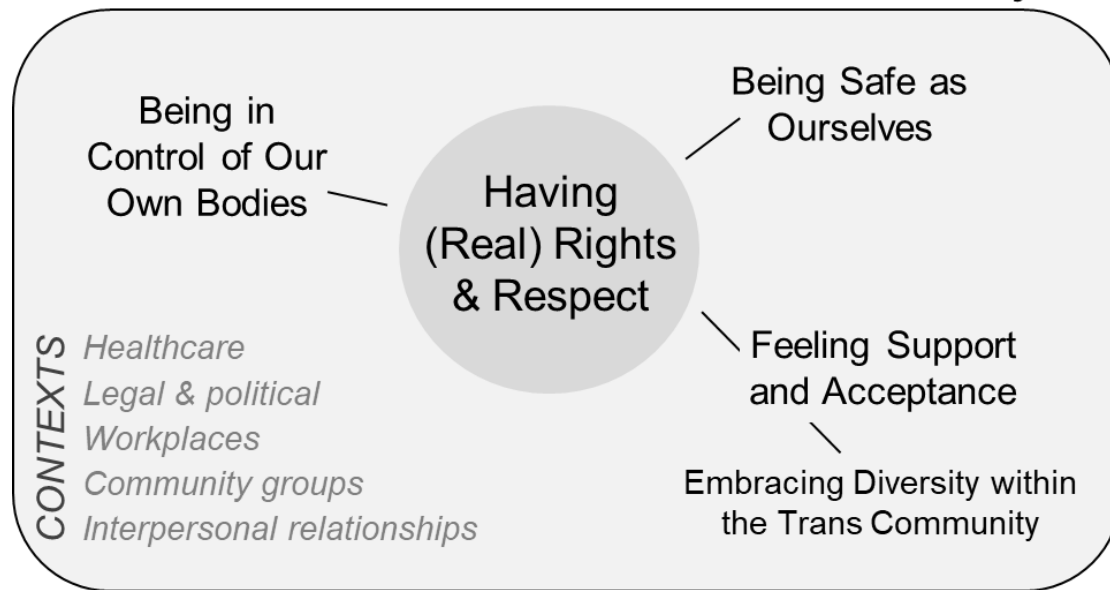 Being in
Control of Our
Own Bodies
Having
(Real) Rights
& Respect
Being Safe as
Ourselves
Feeling Support
and Acceptance
Embracing Diversity within
the Trans Community
CONTEXTS
Healthcare
Legal & political
Workplaces
Community groups
Interpersonal relationships